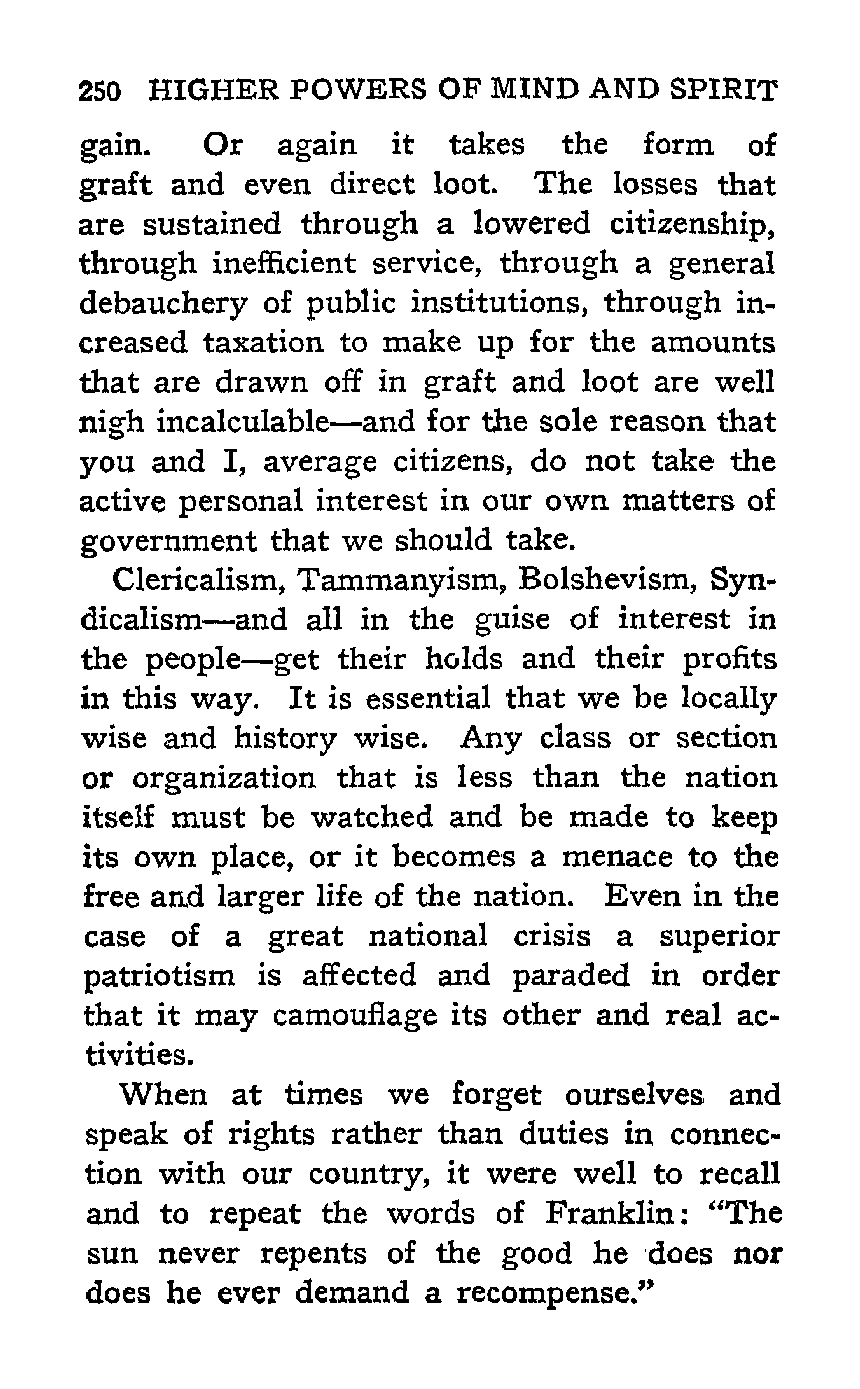 250 HIGHER POWERS OF MIND AND SPIRIT
gain. Or again it takes the form of
graft and even direct loot. The losses that
are sustained through a lowered citizenship,
through inefficient service, through a general
debauchery of public institutions, through in-
creased taxation to make up for the amounts
that are drawn off in graft and loot are well
nigh incalculable—and for the sole reason that
you and I, average citizens, do not take the
active personal interest in our own matters of
government that we should take.
Clericalism, Tammanyism, Bolshevism, Syn-
dicalism—and all in the guise of interest in
the people—get their holds and their profits
in this way. It is essential that we be locally
wise and history wise. Any class or section
or organization that is less than the nation
itself must be watched and be made to keep
its own place, or it becomes a menace to the
free and larger life of the nation. Even in the
case of a great national crisis a superior
patriotism is affected and paraded in order
that it may camouflage its other and real ac-
tivities.
When at times we forget ourselves and
speak of rights rather than duties in connec-
tion with our country, it were well to recall
and to repeat the words of Franklin: “The
sun never repents of the good he does nor
does he ever demand a recompense.”